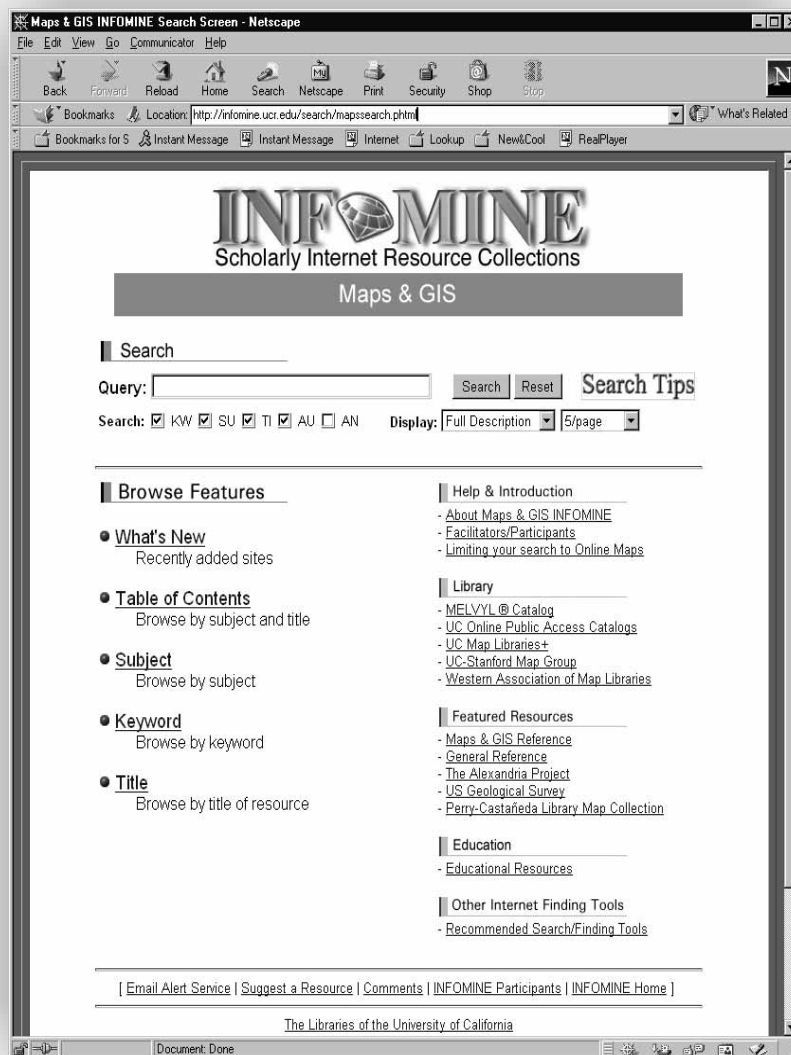 Maps & GIS INFOMINE Search Screen - Netscape
File Edit View Go Communicator Help
Back Forward Reload Home Search Netscape Print Security Shop Stop
Bookmarks Location: http://infomine.ucr.edu/search/mapssearch.phtml What's Related
Bookmarks for S Instant Message Instant Message Internet Lookup New&Cool RealPlayer
INFOMINE
Scholarly Internet Resource Collections
Maps & GIS
Search
Query: Search Reset Search Tips
Search: KW SU TI AU AN Display: Full Description 5/page
Browse Features
What's New
Recently added sites
Table of Contents
Browse by subject and title
Subject
Browse by subject
Keyword
Browse by keyword
Title
Browse by title of resource
Help & Introduction
- About Maps & GIS INFOMINE
- Facilitators/Participants
- Limiting your search to Online Maps
Library
- MELVYL ® Catalog
- UC Online Public Access Catalogs
- UC Map Libraries+
- UC-Stanford Map Group
- Western Association of Map Libraries
Featured Resources
- Maps & GIS Reference
- General Reference
- The Alexandria Project
- US Geological Survey
- Perry-Castañeda Library Map Collection
Education
- Educational Resources
Other Internet Finding Tools
- Recommended Search/Finding Tools
[ Email Alert Service | Suggest a Resource | Comments | INFOMINE Participants | INFOMINE Home ]
The Libraries of the University of California
Document: Done